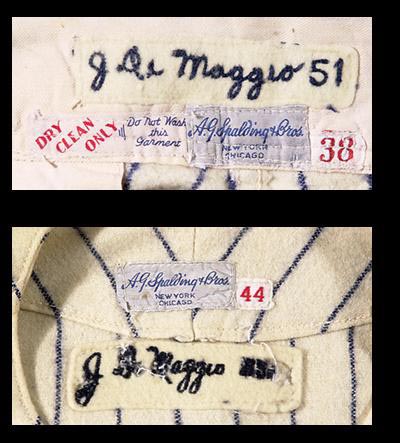 J Di Maggio 51
DRY
CLEAN
ONLY
Do Not Wash
this
Garment
A.G. Spalding & Bros.
NEW YORK
CHICAGO
38
A.G. Spalding & Bros.
NEW YORK
CHICAGO
44
J Di Maggio